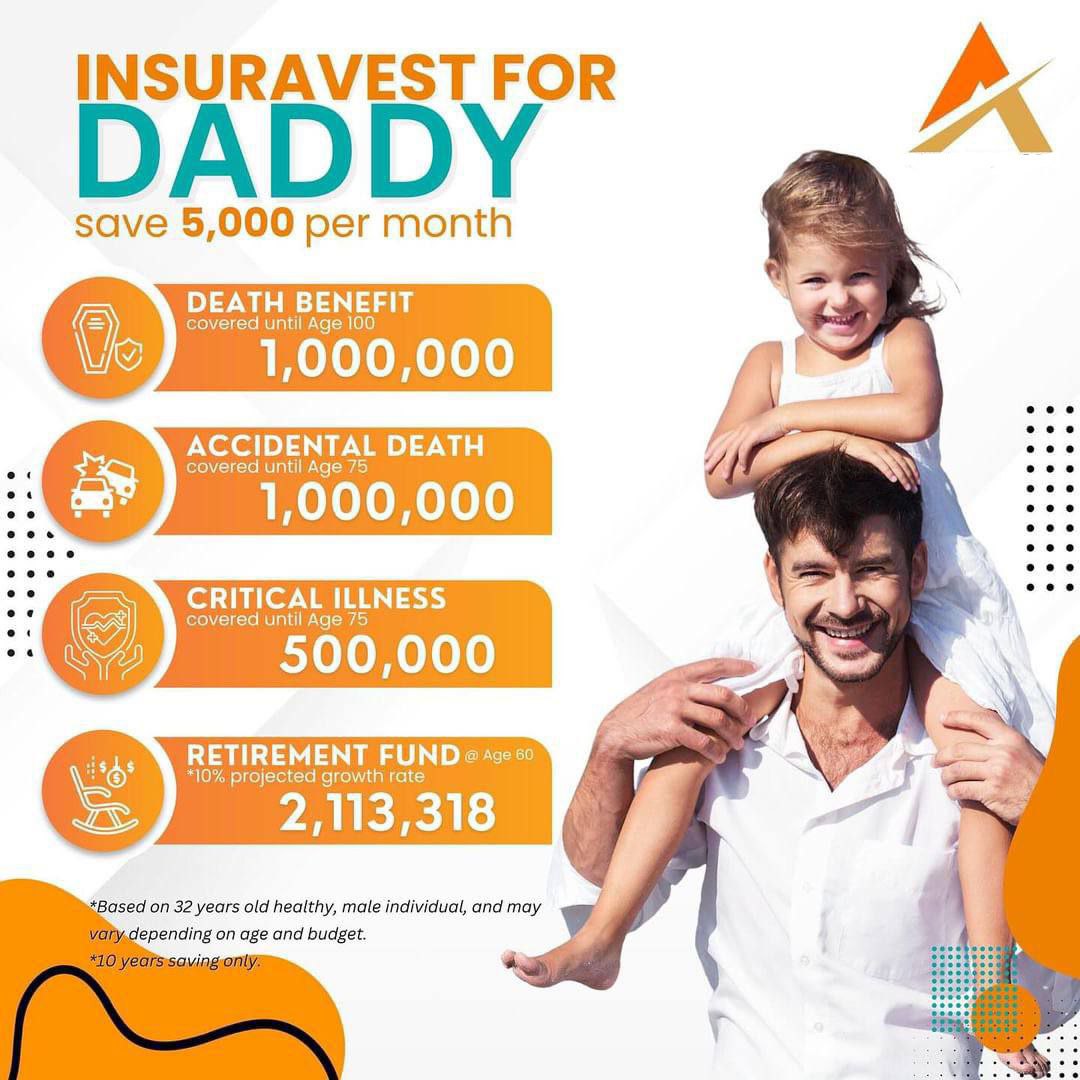 INSURAVEST FOR
DADDY
save 5,000 per month
DEATH BENEFIT
covered until Age 100
1,000,000
ACCIDENTAL DEATH
covered until Age 75
1,000,000
CRITICAL ILLNESS
covered until Age 75
500,000
RETIREMENT FUND @ Age 60
*10% projected growth rate
2,113,318
*Based on 32 years old healthy, male individual, and may
vary depending on age and budget.
*10 years saving only.